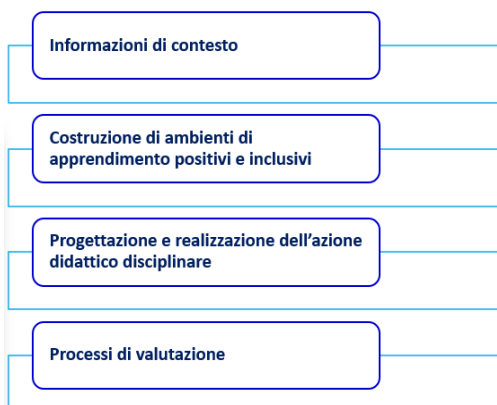 Informazioni di contesto
Costruzione di ambienti di
apprendimento positivi e inclusivi
Progettazione e realizzazione dell’azione
didattico disciplinare
Processi di valutazione